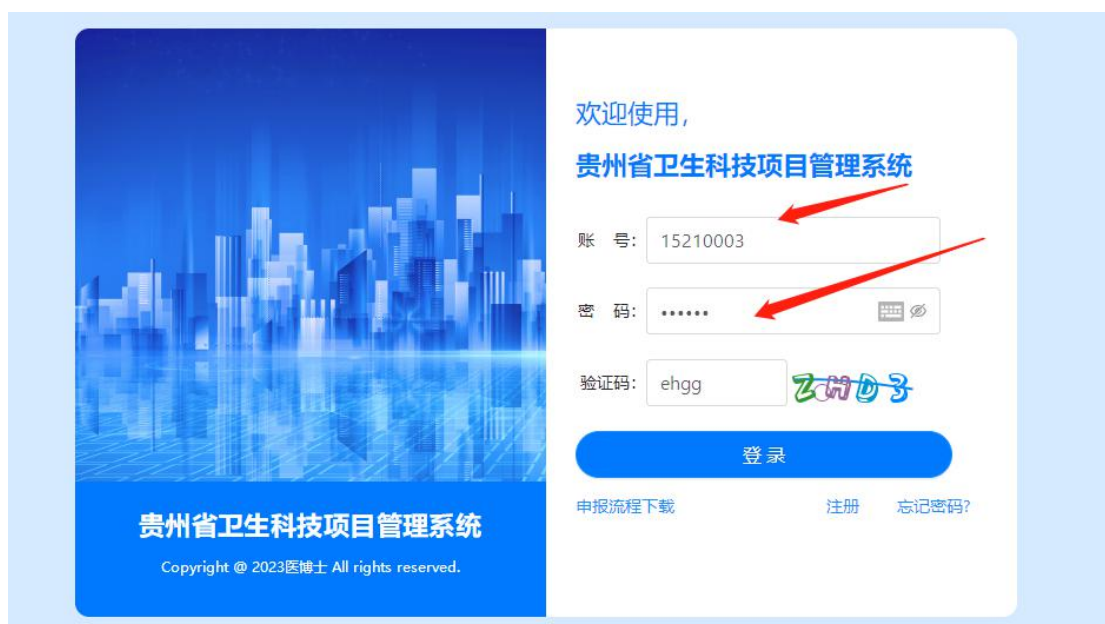 欢迎使用,
贵州省卫生科技项目管理系统
账 号: 15210003
密 码: ••••••
验证码: ehgg ZHD3
登 录
申报流程下载 注册 忘记密码?
贵州省卫生科技项目管理系统
Copyright @ 2023医博士 All rights reserved.